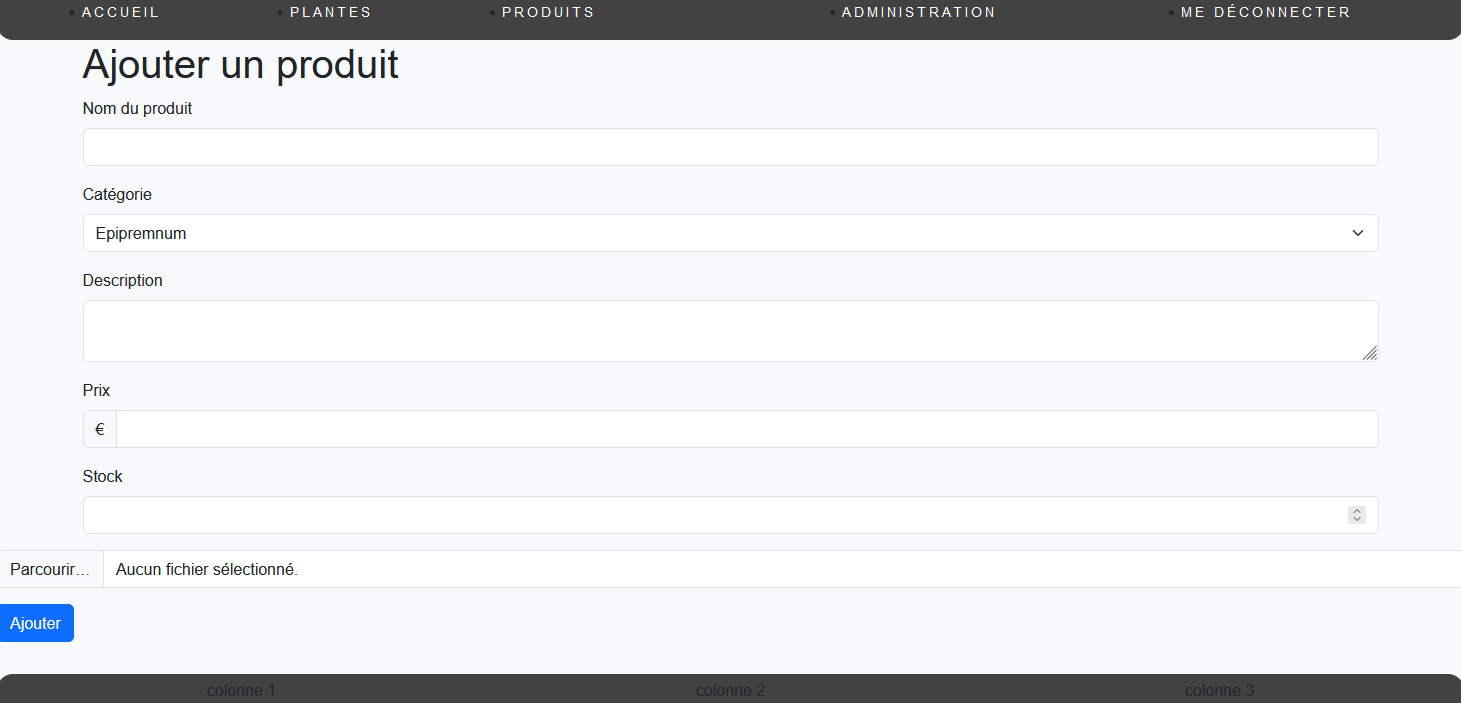 • ACCUEIL • PLANTES • PRODUITS • ADMINISTRATION • ME DÉCONNECTER
Ajouter un produit
Nom du produit
Catégorie
Epipremnum
Description
Prix
€
Stock
Parcourir... Aucun fichier sélectionné.
Ajouter
colonne 1 colonne 2 colonne 3